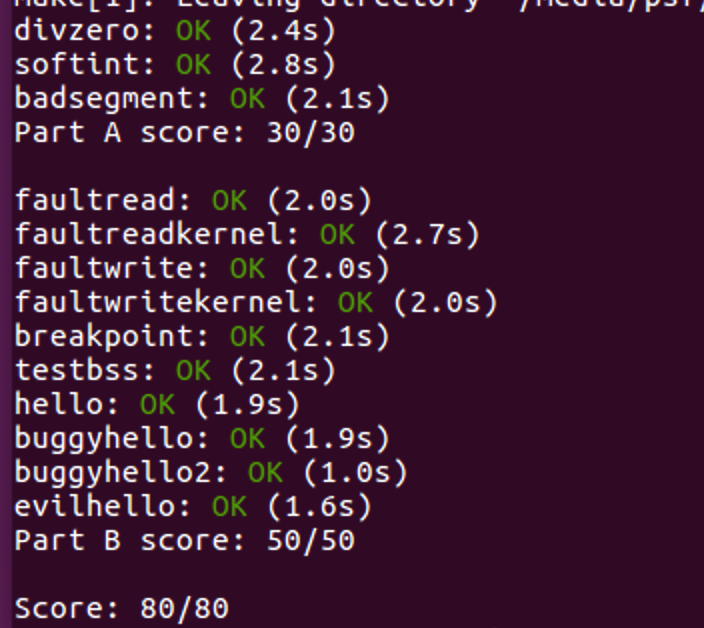 make[1]: Leaving directory
divzero: OK (2.4s)
softint: OK (2.8s)
badsegment: OK (2.1s)
Part A score: 30/30
faultread: OK (2.0s)
faultreadkernel: OK (2.7s)
faultwrite: OK (2.0s)
faultwritekernel: OK (2.0s)
breakpoint: OK (2.1s)
testbss: OK (2.1s)
hello: OK (1.9s)
buggyhello: OK (1.9s)
buggyhello2: OK (1.0s)
evilhello: OK (1.6s)
Part B score: 50/50
Score: 80/80